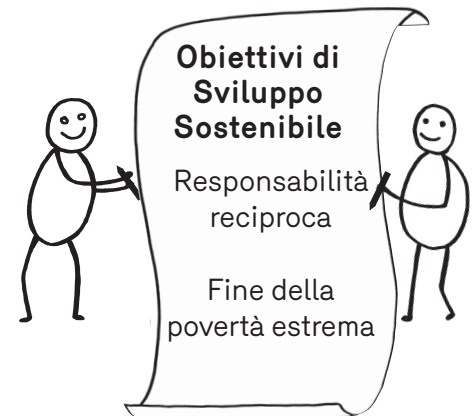 Obiettivi di
Sviluppo
Sostenibile
Responsabilità
reciproca
Fine della
povertà estrema